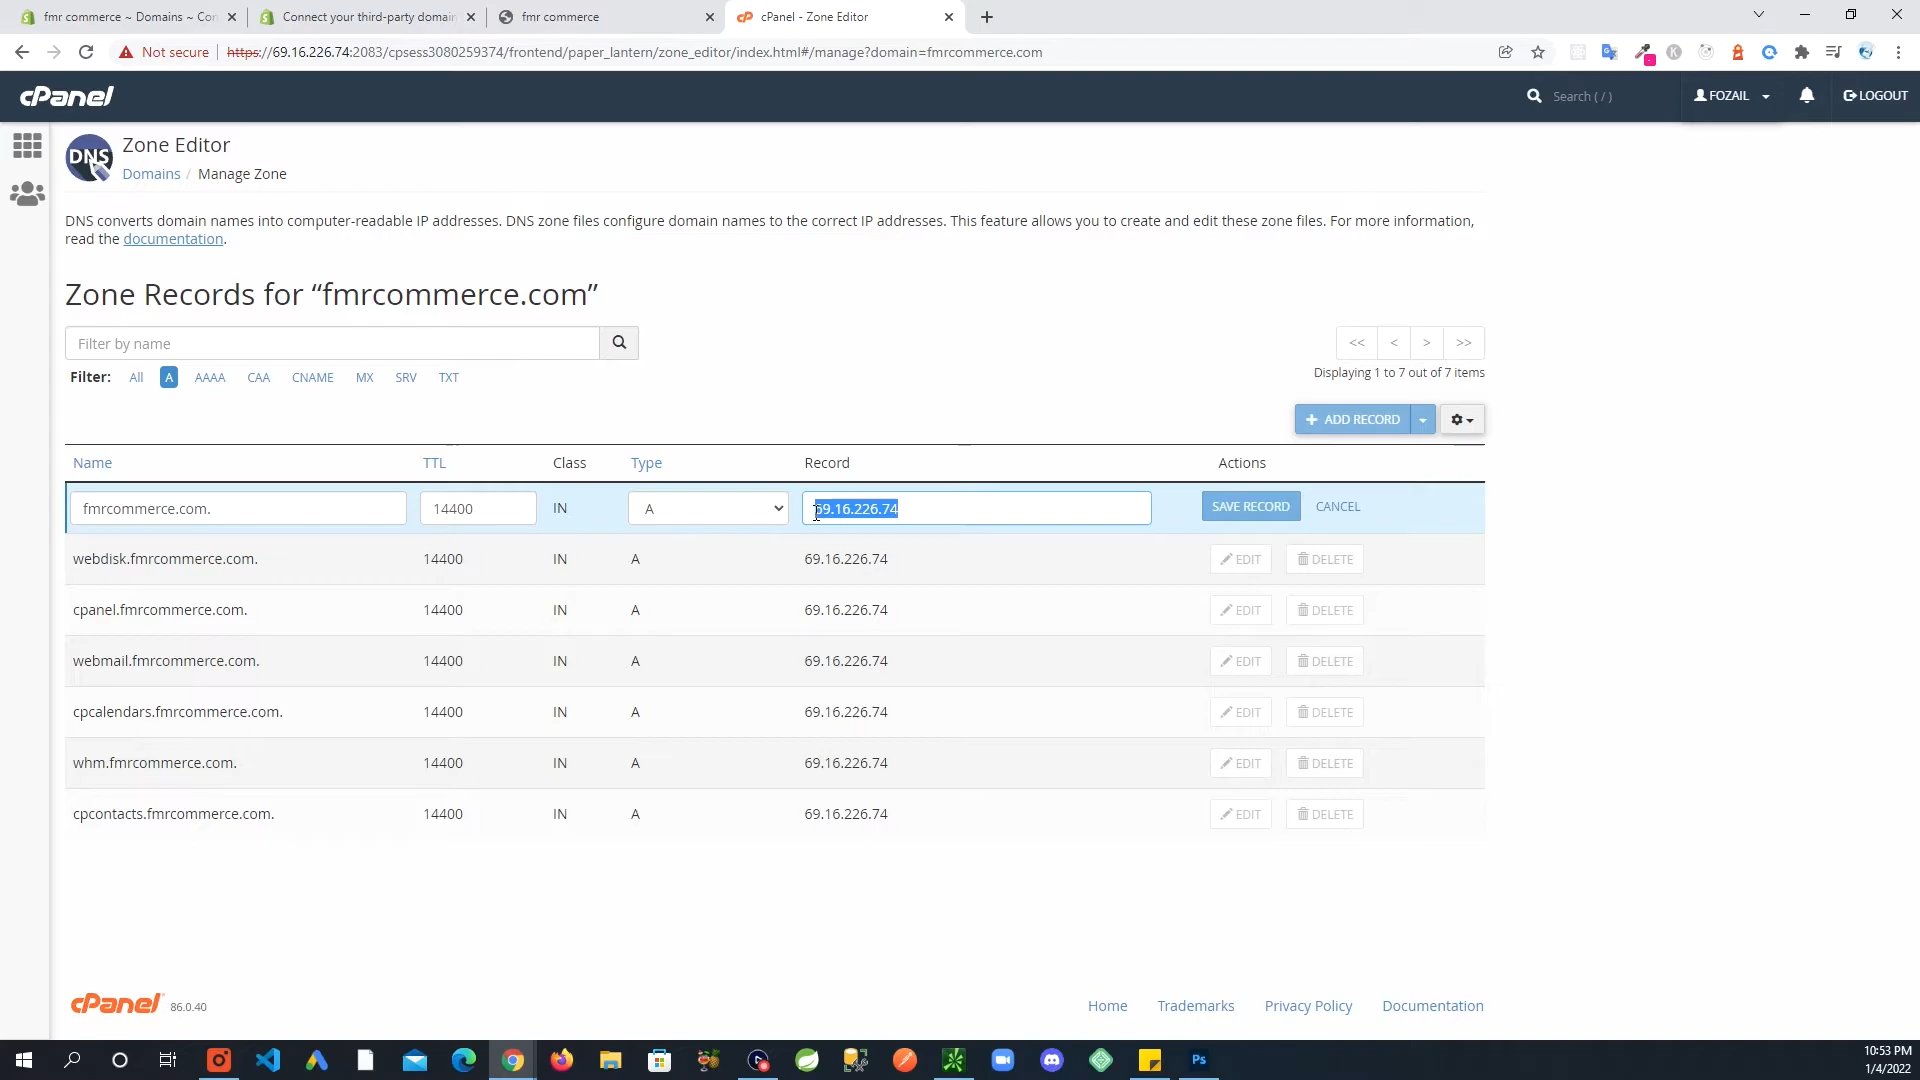 fmr commerce ~ Domains ~ Con
Connect your third-party domain
fmr commerce
cPanel - Zone Editor
Not secure
https://69.16.226.74:2083/cpsess3080259374/frontend/paper_lantern/zone_editor/index.html#/manage?domain=fmrcommerce.com
cPanel
Search ( / )
FOZAIL
LOGOUT
DNS
Zone Editor
Domains / Manage Zone
DNS converts domain names into computer-readable IP addresses. DNS zone files configure domain names to the correct IP addresses. This feature allows you to create and edit these zone files. For more information,
read the documentation.
Zone Records for “fmrcommerce.com”
Filter by name
<< < > >>
Filter: All A AAAA CAA CNAME MX SRV TXT
Displaying 1 to 7 out of 7 items
+ ADD RECORD
Name TTL Class Type Record Actions
fmrcommerce.com. 14400 IN A 69.16.226.74 SAVE RECORD CANCEL
webdisk.fmrcommerce.com. 14400 IN A 69.16.226.74 EDIT DELETE
cpanel.fmrcommerce.com. 14400 IN A 69.16.226.74 EDIT DELETE
webmail.fmrcommerce.com. 14400 IN A 69.16.226.74 EDIT DELETE
cpcalendars.fmrcommerce.com. 14400 IN A 69.16.226.74 EDIT DELETE
whm.fmrcommerce.com. 14400 IN A 69.16.226.74 EDIT DELETE
cpcontacts.fmrcommerce.com. 14400 IN A 69.16.226.74 EDIT DELETE
cPanel 86.0.40
Home Trademarks Privacy Policy Documentation
Ps
10:53 PM
1/4/2022